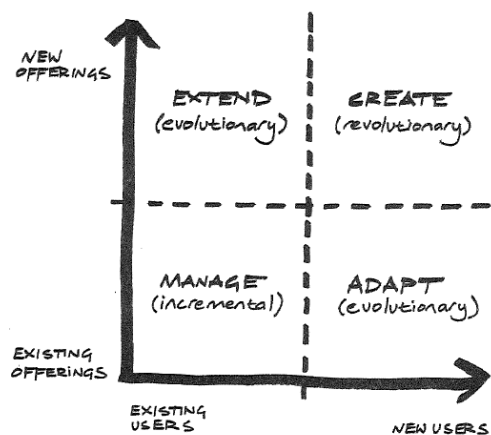 NEW
OFFERINGS
EXTEND
(evolutionary)
CREATE
(revolutionary)
MANAGE
(incremental)
ADAPT
(evolutionary)
EXISTING
OFFERINGS
EXISTING
USERS
NEW USERS